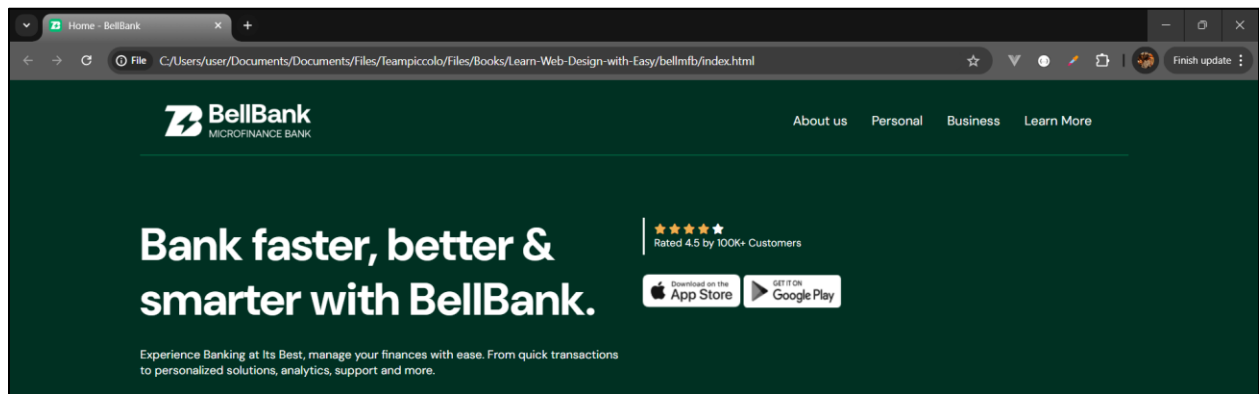 Home - BellBank
File C:/Users/user/Documents/Documents/Files/Teampiccolo/Files/Books/Learn-Web-Design-with-Easy/bellmfb/index.html Finish update
BellBank
MICROFINANCE BANK
About us Personal Business Learn More
Bank faster, better &
smarter with BellBank.
Rated 4.5 by 100K+ Customers
Download on the
App Store
GET IT ON
Google Play
Experience Banking at Its Best, manage your finances with ease. From quick transactions
to personalized solutions, analytics, support and more.